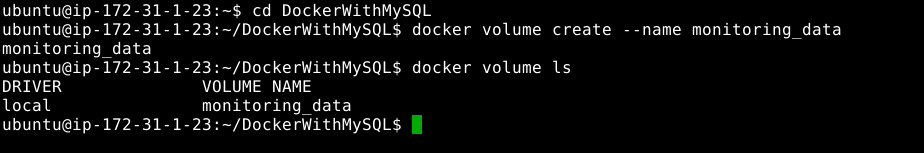 ubuntu@ip-172-31-1-23:~$ cd DockerWithMySQL
ubuntu@ip-172-31-1-23:~/DockerWithMySQL$ docker volume create --name monitoring_data
monitoring_data
ubuntu@ip-172-31-1-23:~/DockerWithMySQL$ docker volume ls
DRIVER              VOLUME NAME
local               monitoring_data
ubuntu@ip-172-31-1-23:~/DockerWithMySQL$